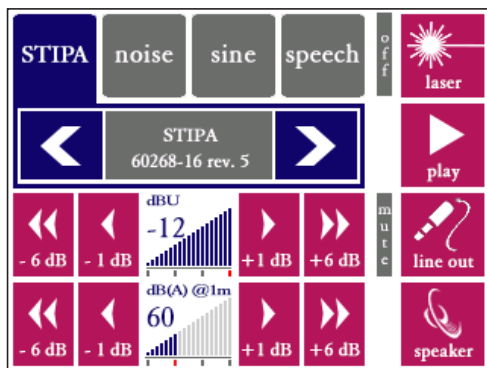 STIPA noise sine speech off laser
STIPA
60268-16 rev. 5
play
dBU
-12
- 6 dB - 1 dB +1 dB +6 dB mute line out
dB(A) @1m
60
- 6 dB - 1 dB +1 dB +6 dB speaker